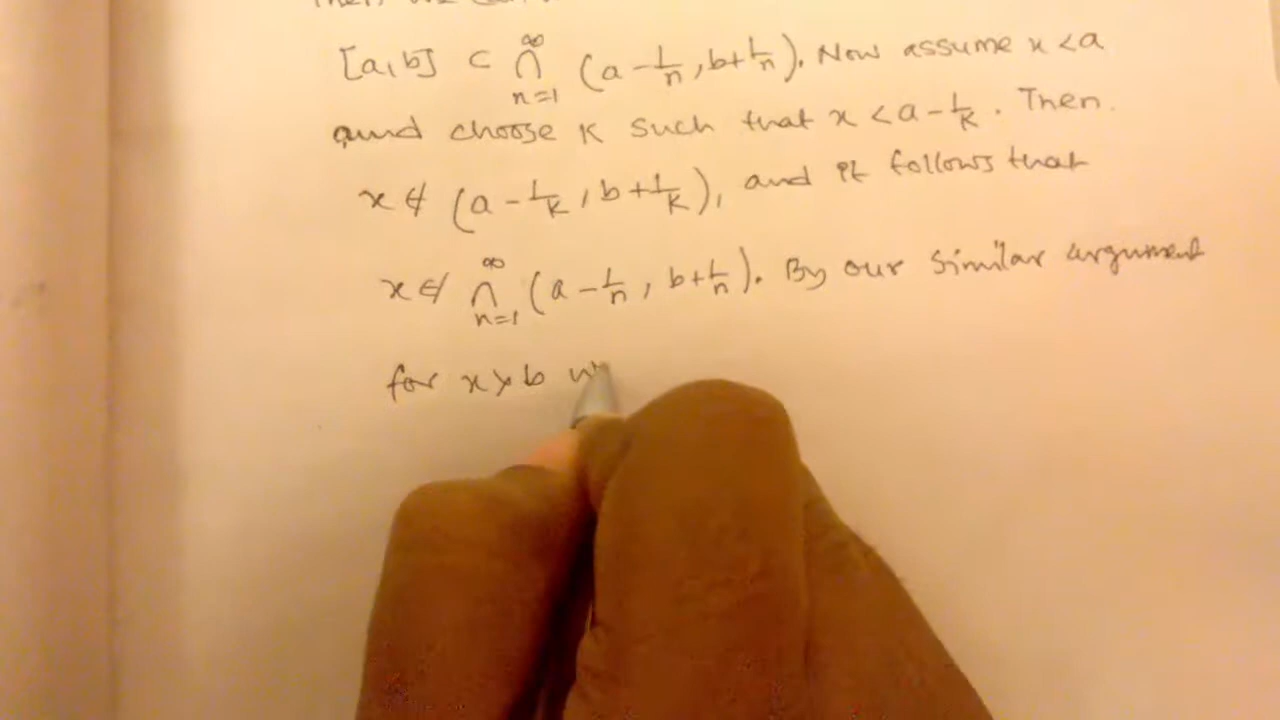 [a,b] ⊂ ∞∩n=1 (a - 1/n, b + 1/n). Now assume x < a
and choose K such that x < a - 1/K. Then
x ∉ (a - 1/K, b + 1/K), and it follows that
x ∉ ∞∩n=1 (a - 1/n, b + 1/n). By our similar argument
for x > b